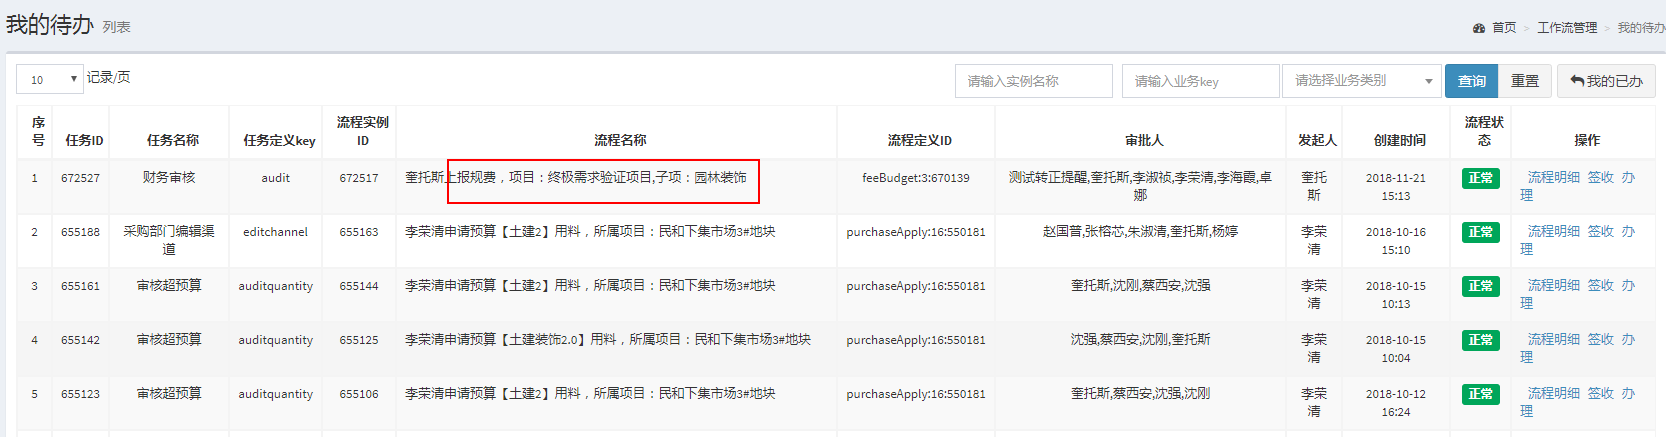 我的待办 列表
首页 > 工作流管理 > 我的待办
10 记录/页
请输入实例名称 请输入业务key 请选择业务类别 查询 重置 我的已办
序号 任务ID 任务名称 任务定义key 流程实例ID 流程名称 流程定义ID 审批人 发起人 创建时间 流程状态 操作
1 672527 财务审核 audit 672517 奎托斯上报规费，项目：终极需求验证项目,子项：园林装饰 feeBudget:3:670139 测试转正提醒,奎托斯,李淑祯,李荣清,李海霞,卓娜 奎托斯 2018-11-21 15:13 正常 流程明细 签收 办理
2 655188 采购部门编辑渠道 editchannel 655163 李荣清申请预算【土建2】用料，所属项目：民和下集市场3#地块 purchaseApply:16:550181 赵国普,张榕芯,朱淑清,奎托斯,杨婷 李荣清 2018-10-16 15:10 正常 流程明细 签收 办理
3 655161 审核超预算 auditquantity 655144 李荣清申请预算【土建2】用料，所属项目：民和下集市场3#地块 purchaseApply:16:550181 奎托斯,沈刚,蔡西安,沈强 李荣清 2018-10-15 10:13 正常 流程明细 签收 办理
4 655142 审核超预算 auditquantity 655125 李荣清申请预算【土建装饰2.0】用料，所属项目：民和下集市场3#地块 purchaseApply:16:550181 沈强,蔡西安,沈刚,奎托斯 李荣清 2018-10-15 10:04 正常 流程明细 签收 办理
5 655123 审核超预算 auditquantity 655106 李荣清申请预算【土建2】用料，所属项目：民和下集市场3#地块 purchaseApply:16:550181 奎托斯,蔡西安,沈强,沈刚 李荣清 2018-10-12 16:24 正常 流程明细 签收 办理